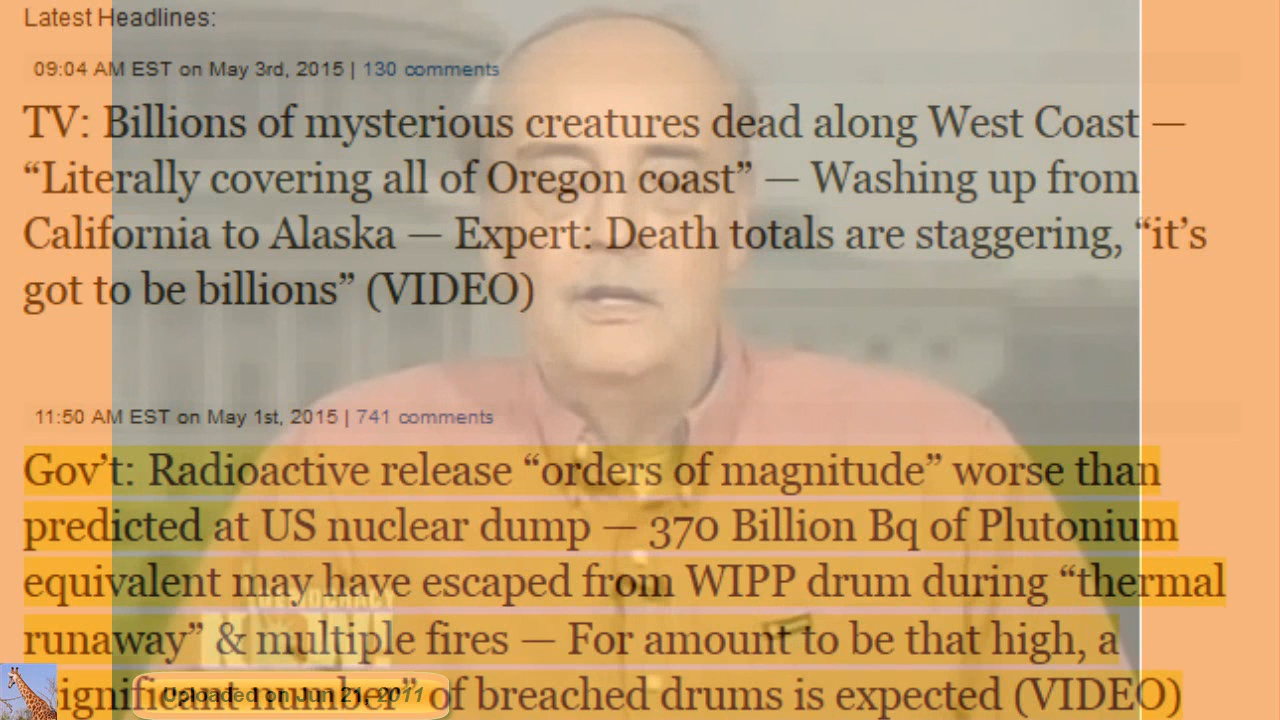 Latest Headlines:
09:04 AM EST on May 3rd, 2015 | 130 comments
TV: Billions of mysterious creatures dead along West Coast —
“Literally covering all of Oregon coast” — Washing up from
California to Alaska — Expert: Death totals are staggering, “it’s
got to be billions” (VIDEO)
11:50 AM EST on May 1st, 2015 | 741 comments
Gov’t: Radioactive release “orders of magnitude” worse than
predicted at US nuclear dump — 370 Billion Bq of Plutonium
equivalent may have escaped from WIPP drum during “thermal
DEMOCRACY
runaway” & multiple fires — For amount to be that high, a
ignificant number” of breached drums is expected (VIDEO)
Uploaded on Jun 21, 2011